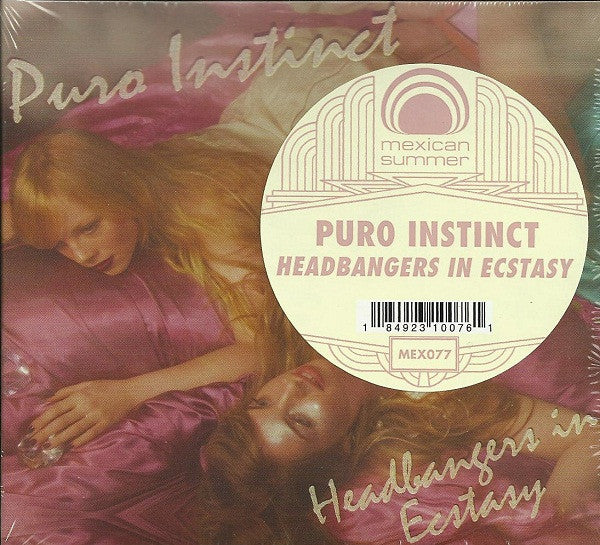 Puro Instinct
mexican
summer
PURO INSTINCT
HEADBANGERS IN ECSTASY
1 84923 10076 1
MEX077
Headbangers in
Ecstasy